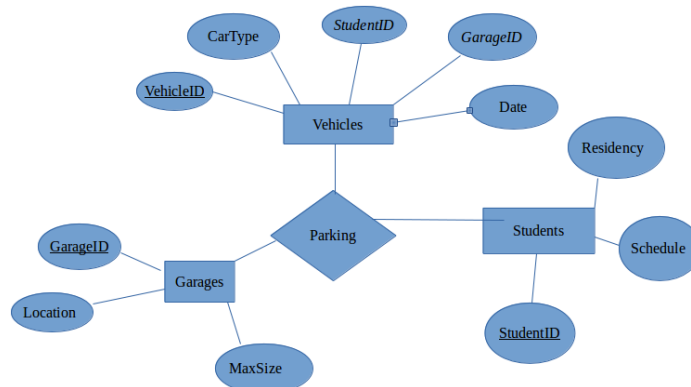 StudentID
CarType
GarageID
VehicleID
Date
Vehicles
Residency
Parking
Students
GarageID
Schedule
Garages
Location
StudentID
MaxSize